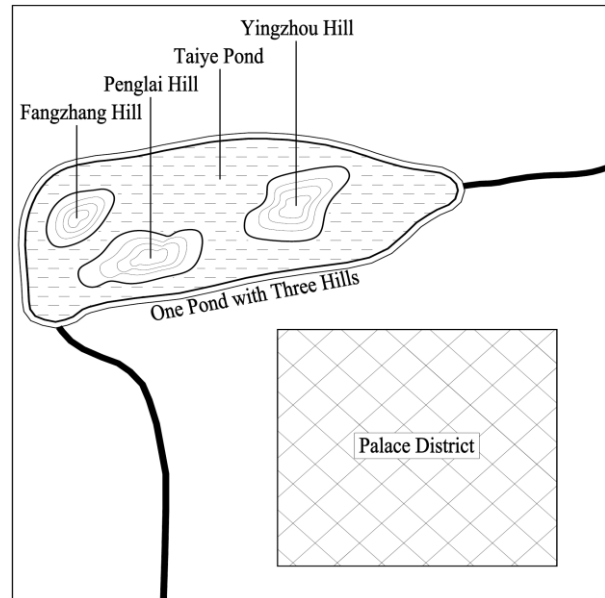 Yingzhou Hill
Taiye Pond
Penglai Hill
Fangzhang Hill
One Pond with Three Hills
Palace District